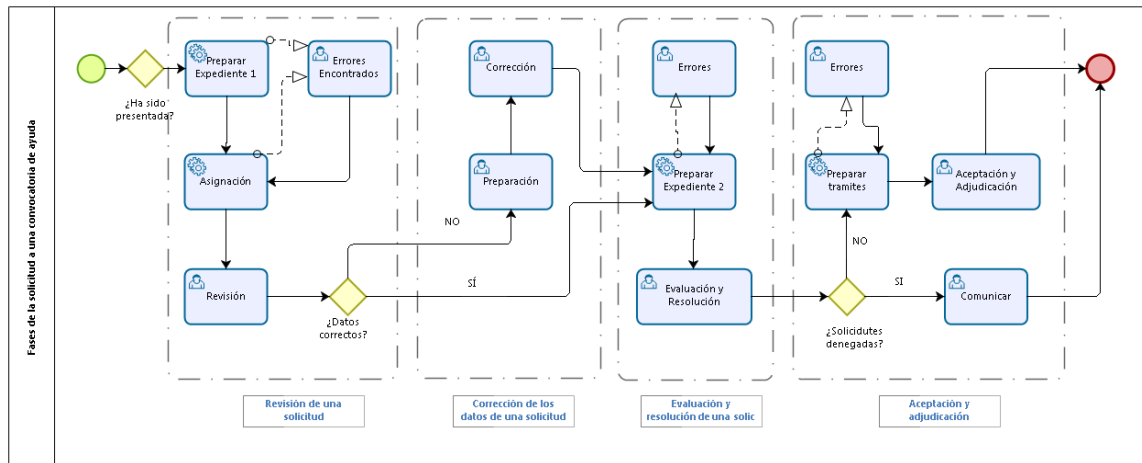 Fases de la solicitud a una convocatoria de ayuda
¿Ha sido
presentada?
Preparar
Expediente 1
Errores
Encontrados
Asignación
Revisión
¿Datos
correctos?
NO
SÍ
Corrección
Preparación
Errores
Preparar
Expediente 2
Evaluación y
Resolución
Errores
Preparar
tramites
Aceptación y
Adjudicación
NO
SI
¿Solicidutes
denegadas?
Comunicar
Revisión de una
solicitud
Corrección de los
datos de una solicitud
Evaluación y
resolución de una solic
Aceptación y
adjudicación